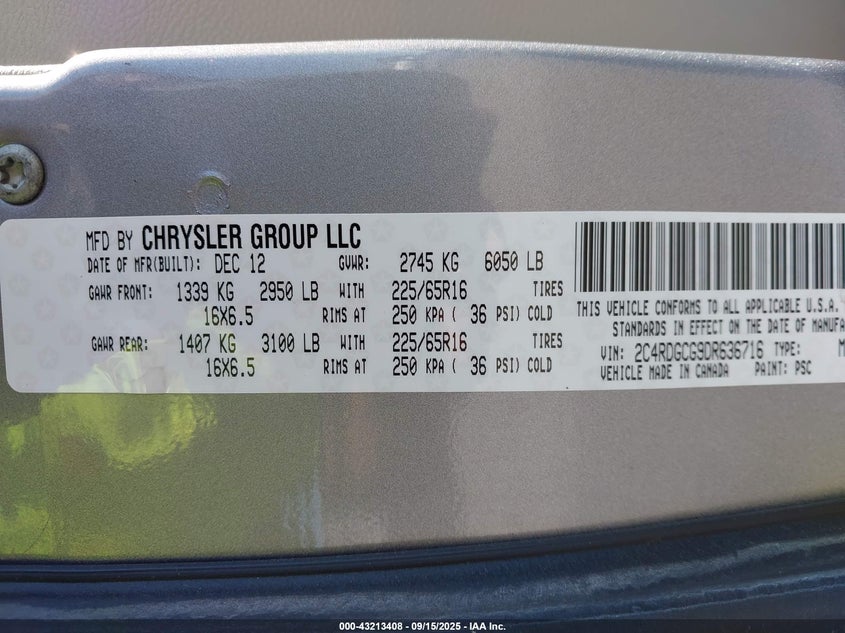 MFD BY CHRYSLER GROUP LLC
DATE OF MFR(BUILT): DEC 12 GVWR: 2745 KG 6050 LB
GAWR FRONT: 1339 KG 2950 LB WITH 225/65R16 TIRES
16X6.5 RIMS AT 250 KPA ( 36 PSI) COLD
GAWR REAR: 1407 KG 3100 LB WITH 225/65R16 TIRES
16X6.5 RIMS AT 250 KPA ( 36 PSI) COLD
THIS VEHICLE CONFORMS TO ALL APPLICABLE U.S.A.
STANDARDS IN EFFECT ON THE DATE OF MANUFA
VIN: 2C4RDGCG9DR636716 TYPE: M
VEHICLE MADE IN CANADA PAINT: PSC
000-43213408 - 09/15/2025 - IAA Inc.